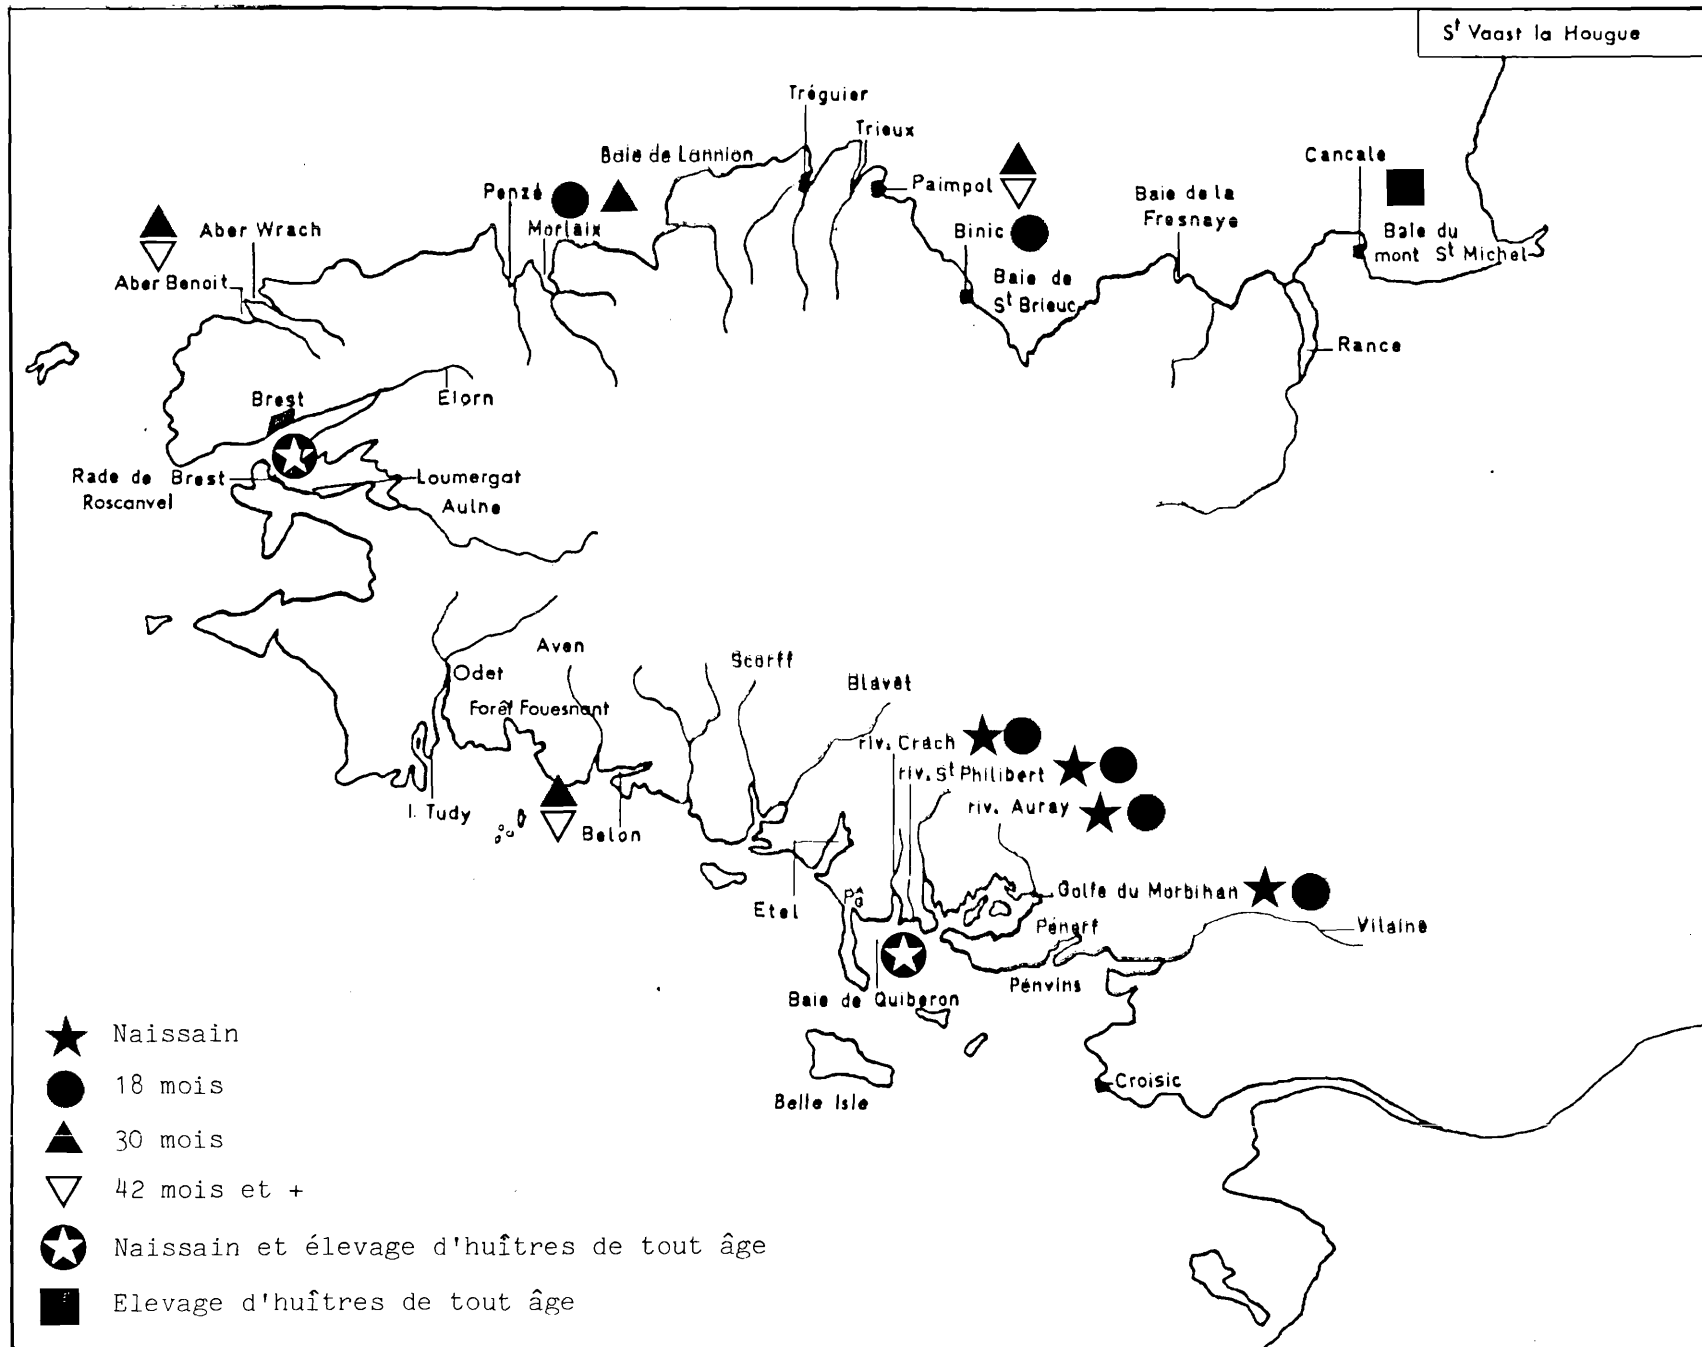 St Vaast la Hougue
Tréguier
Trieux
Baie de Lannion
Cancale
Penzé
Paimpol
Baie de la
Fresnaye
Aber Wrach
Morlaix
Binic
Baie du
mont St Michel
Aber Benoit
Baie de
St Brieuc
Rance
Brest
Elorn
Rade de Brest
Roscanvel
Loumergat
Aulne
Aven
Scorff
Odet
Blavet
Forêt Fouesnant
riv. Crach
riv. St Philibert
riv. Auray
I. Tudy
Belon
Etel
Pô
Golfe du Morbihan
Pénerf
Vilaine
Pénvins
Baie de Quiberon
Belle Isle
Croisic
Naissain
18 mois
30 mois
42 mois et +
Naissain et élevage d'huîtres de tout âge
Elevage d'huîtres de tout âge